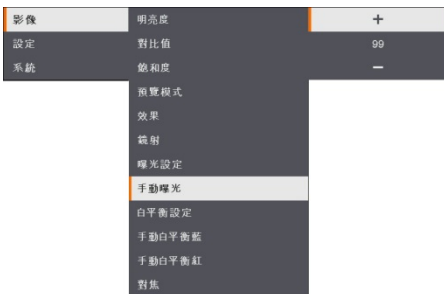 影像
設定
系統
明亮度
對比值
飽和度
預覽模式
效果
鏡射
曝光設定
手動曝光
白平衡設定
手動白平衡藍
手動白平衡紅
對焦
+
99
−